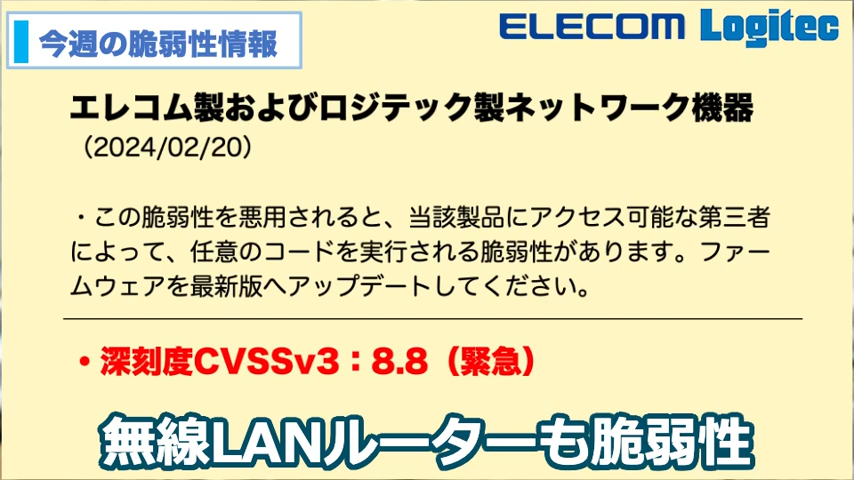 今週の脆弱性情報
ELECOM Logitec
エレコム製およびロジテック製ネットワーク機器
（2024/02/20）
・この脆弱性を悪用されると、当該製品にアクセス可能な第三者
によって、任意のコードを実行される脆弱性があります。ファー
ムウェアを最新版へアップデートしてください。
・深刻度CVSSv3：8.8（緊急）
無線LANルーターも脆弱性